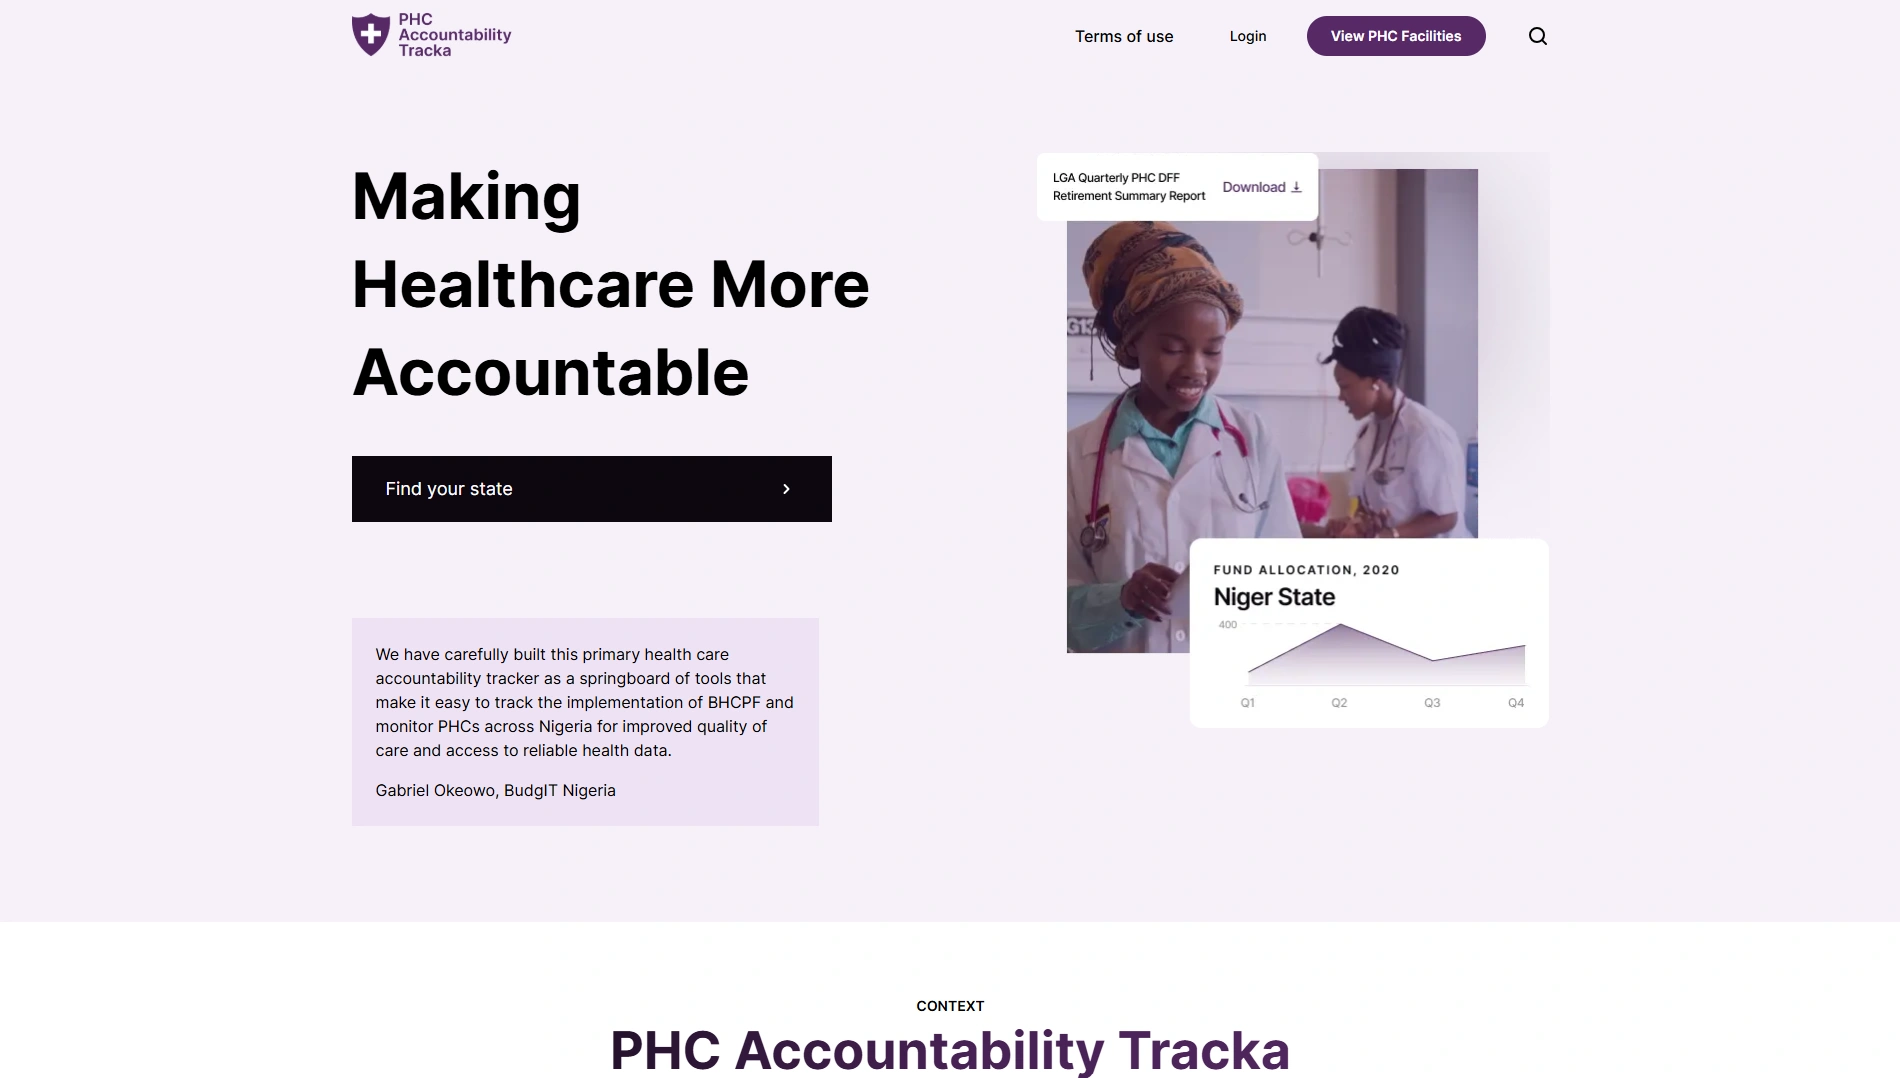 PHC
Accountability
Tracka
Terms of use
Login
View PHC Facilities
Making
Healthcare More
Accountable
Find your state
We have carefully built this primary health care
accountability tracker as a springboard of tools that
make it easy to track the implementation of BHCPF and
monitor PHCs across Nigeria for improved quality of
care and access to reliable health data.
Gabriel Okeowo, BudgIT Nigeria
LGA Quarterly PHC DFF
Retirement Summary Report
Download
FUND ALLOCATION, 2020
Niger State
400
0
0
Q1 Q2 Q3 Q4
CONTEXT
PHC Accountability Tracka